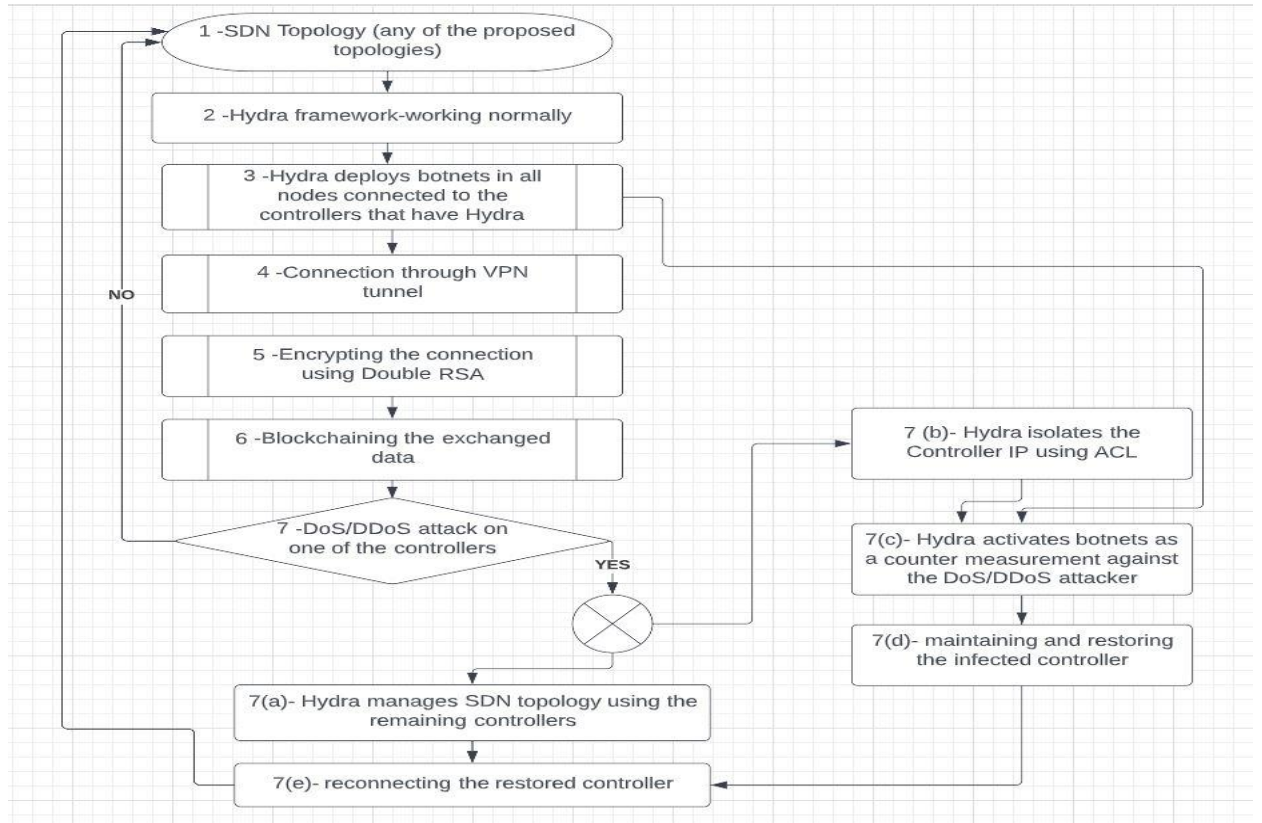 1 -SDN Topology (any of the proposed
topologies)
2 -Hydra framework-working normally
3 -Hydra deploys botnets in all
nodes connected to the
controllers that have Hydra
4 -Connection through VPN
tunnel
NO
5 -Encrypting the connection
using Double RSA
6 -Blockchaining the exchanged
data
7 -DoS/DDoS attack on
one of the controllers
YES
7 (b)- Hydra isolates the
Controller IP using ACL
7(c)- Hydra activates botnets as
a counter measurement against
the DoS/DDoS attacker
7(d)- maintaining and restoring
the infected controller
7(a)- Hydra manages SDN topology using the
remaining controllers
7(e)- reconnecting the restored controller